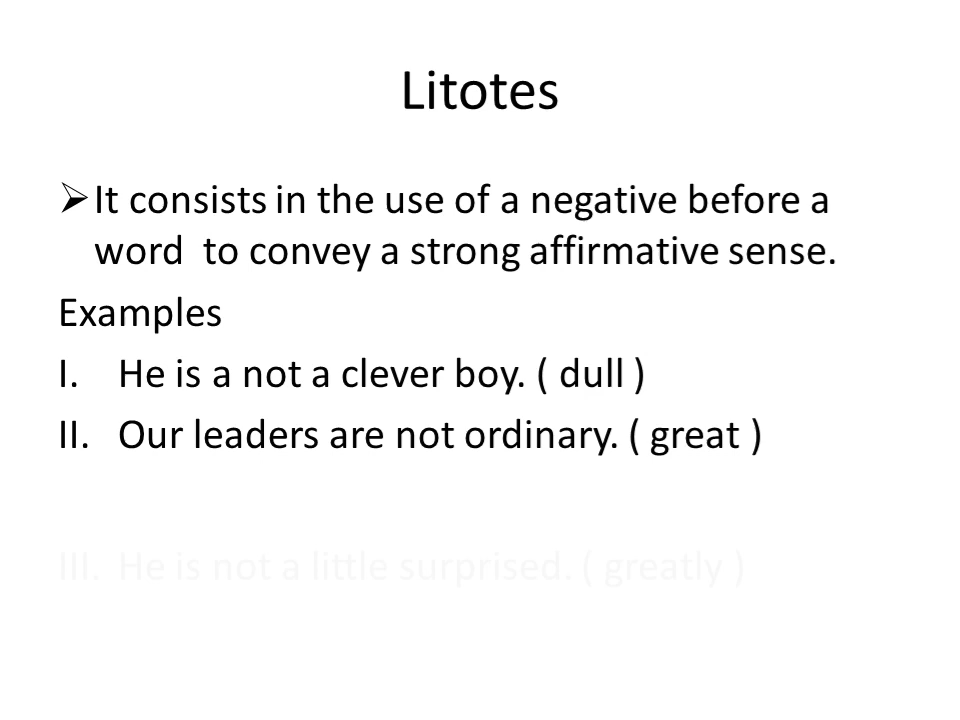 Litotes
➢It consists in the use of a negative before a
word  to convey a strong affirmative sense.
Examples
I. He is a not a clever boy. ( dull )
II. Our leaders are not ordinary. ( great )
III. He is not a little surprised. ( greatly )